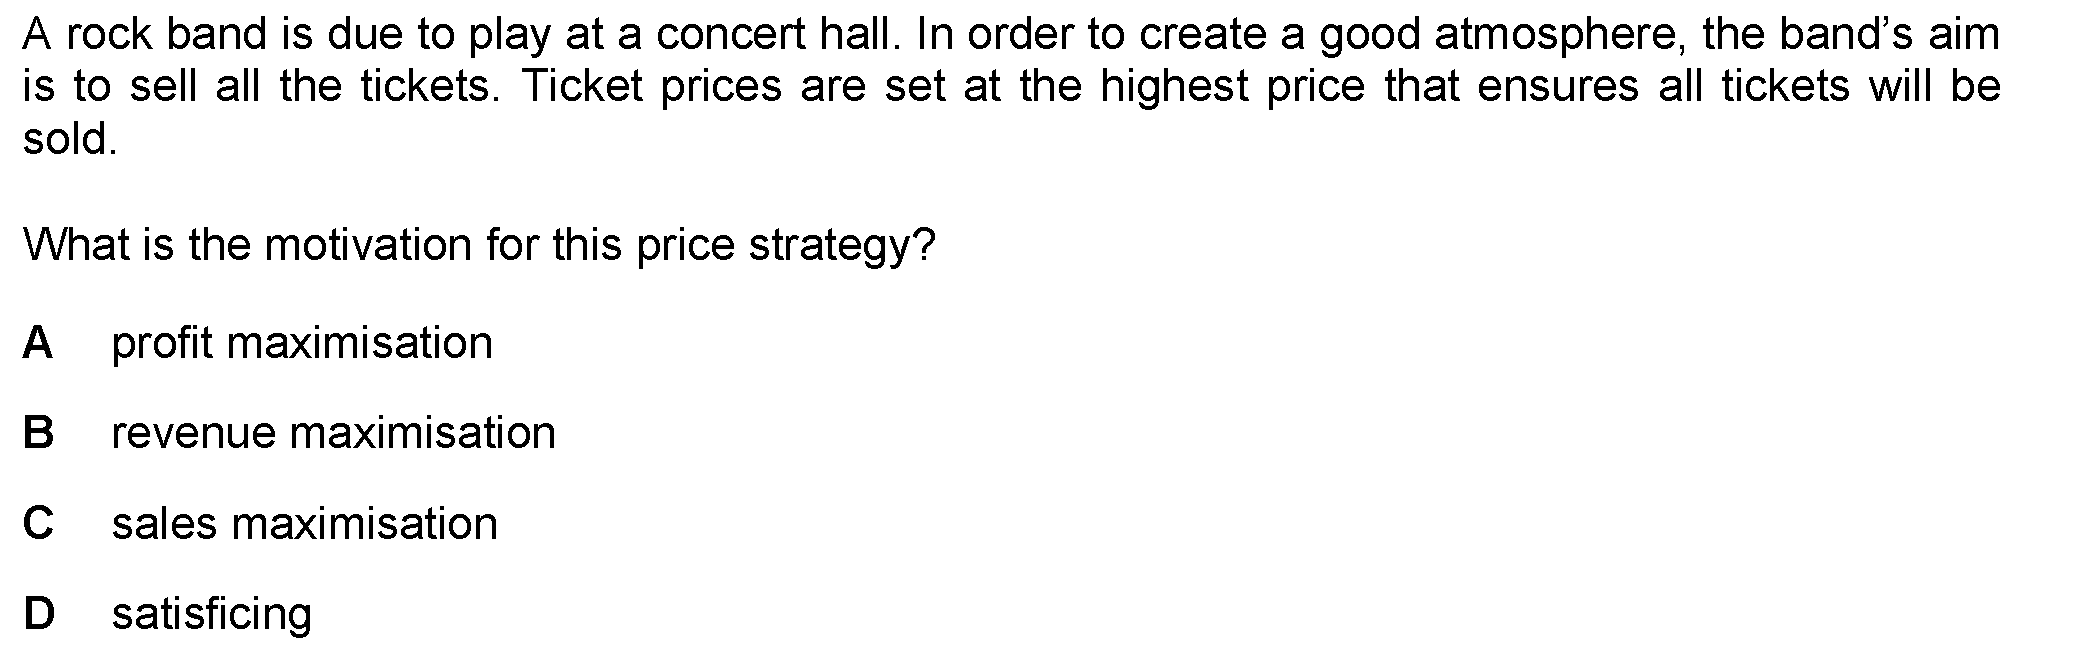 A rock band is due to play at a concert hall. In order to create a good atmosphere, the band's aim
is to sell all the tickets. Ticket prices are set at the highest price that ensures all tickets will be
sold.
What is the motivation for this price strategy?
A profit maximisation
B revenue maximisation
C sales maximisation
D satisficing